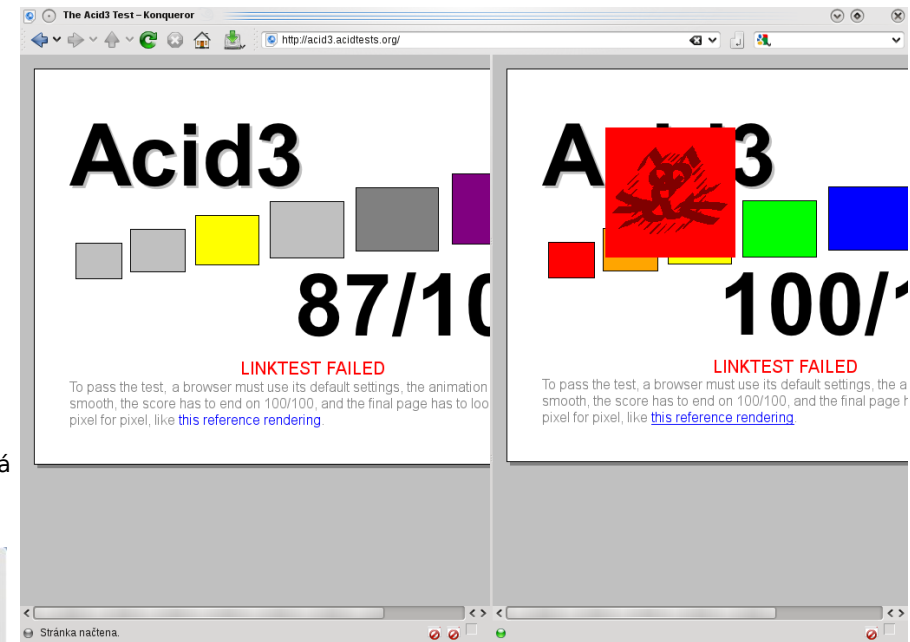 The Acid3 Test – Konqueror
http://acid3.acidtests.org/
Acid3
87/10
LINKTEST FAILED
To pass the test, a browser must use its default settings, the animation
smooth, the score has to end on 100/100, and the final page has to loo
pixel for pixel, like this reference rendering.
A 3
100/1
LINKTEST FAILED
To pass the test, a browser must use its default settings, the a
smooth, the score has to end on 100/100, and the final page h
pixel for pixel, like this reference rendering.
á
Stránka načtena.